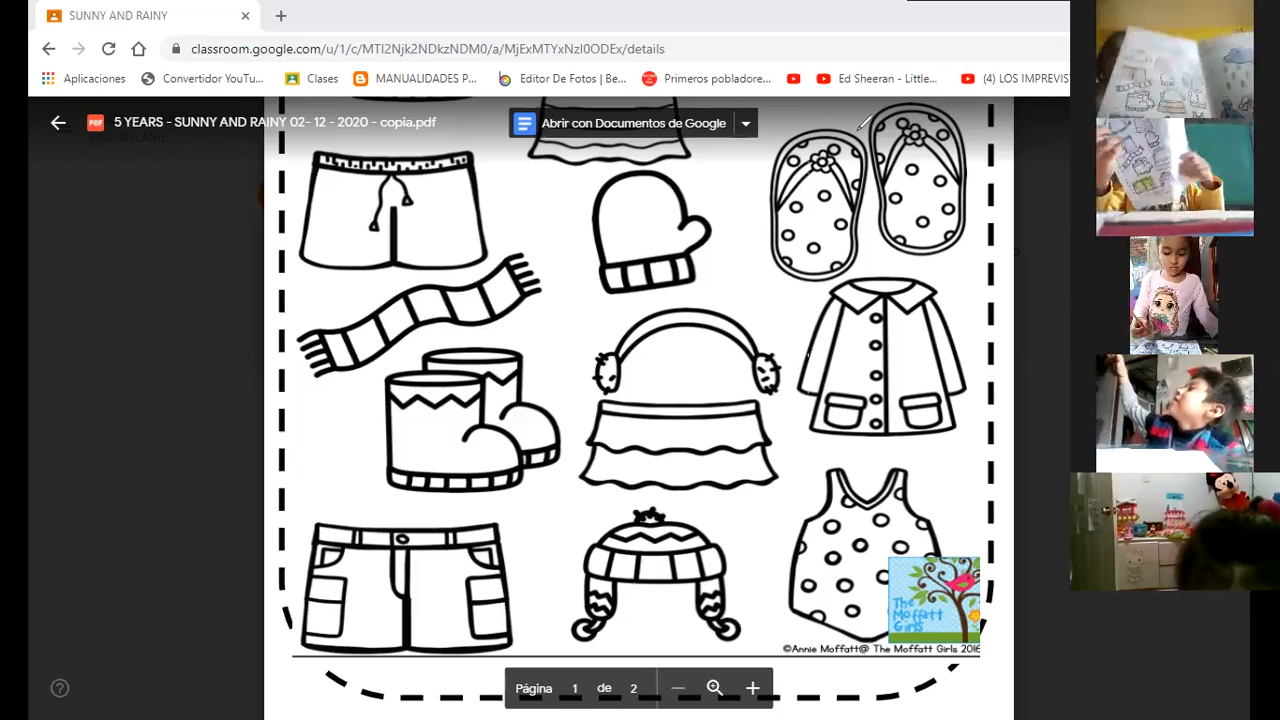 SUNNY AND RAINY
classroom.google.com/u/1/c/MTI2Njk2NDkzNDM0/a/MjExMTYxNzI0ODEx/details
Aplicaciones
Convertidor YouTu...
Clases
MANUALIDADES P...
Editor De Fotos | Be...
Primeros pobladore...
Ed Sheeran - Little...
(4) LOS IMPREVIS
5 YEARS - SUNNY AND RAINY 02- 12 - 2020 - copia.pdf
Abrir con Documentos de Google
The
Moffatt
Girls
©Annie Moffatt@ The Moffatt Girls 2016
Página 1 de 2